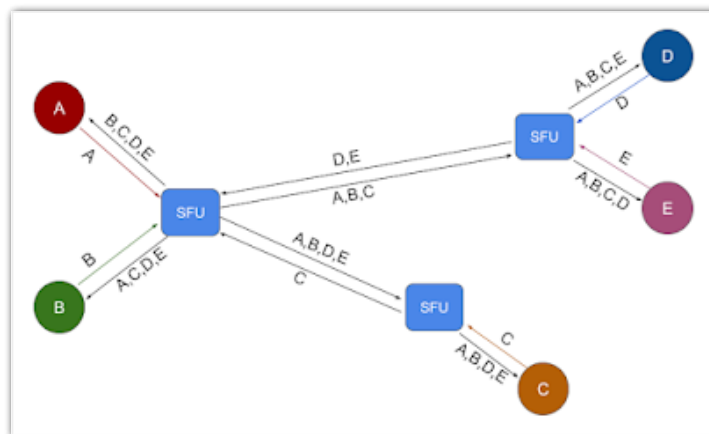 D
A,B,C,E
D
A
B,C,D,E
A
SFU
D,E
A,B,C
E
A,B,C,D
E
SFU
B
A,C,D,E
B
A,B,D,E
C
SFU
C
A,B,D,E
C